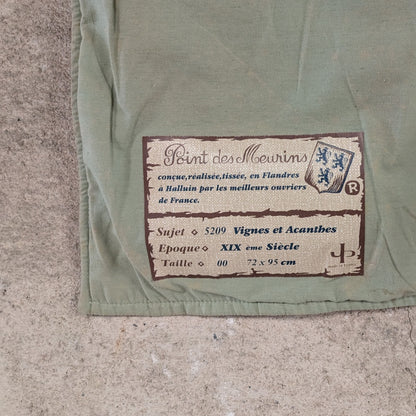 Point des Meurins
conçue,réalisée,tissée, en Flandres
à Halluin par les meilleurs ouvriers
de France.
®
Sujet ◇ 5209 Vignes et Acanthes
Epoque ◇ XIX ème Siècle
Taille ◇ 00 72 x 95 cm